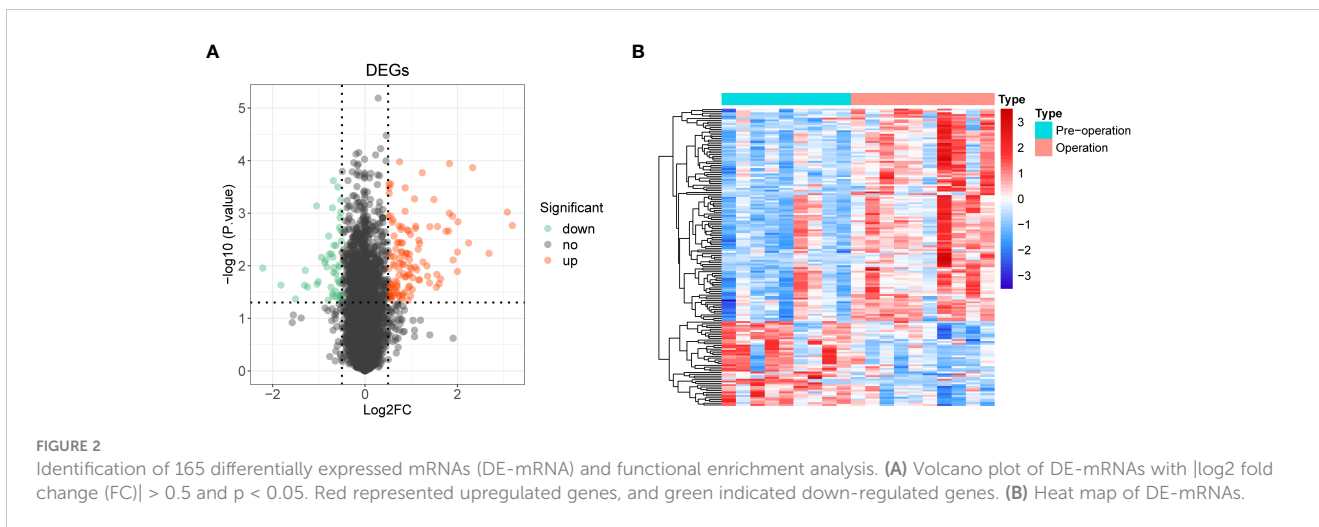 A
DEGs
5
4
3
2
1
0
−log10 (P.value)
−2
0
2
Log2FC
Significant
down
no
up
B
Type
3
2
1
0
−1
−2
−3
Type
Pre-operation
Operation
FIGURE 2
Identification of 165 differentially expressed mRNAs (DE-mRNA) and functional enrichment analysis. (A) Volcano plot of DE-mRNAs with |log2 fold
change (FC)| > 0.5 and p < 0.05. Red represented upregulated genes, and green indicated down-regulated genes. (B) Heat map of DE-mRNAs.